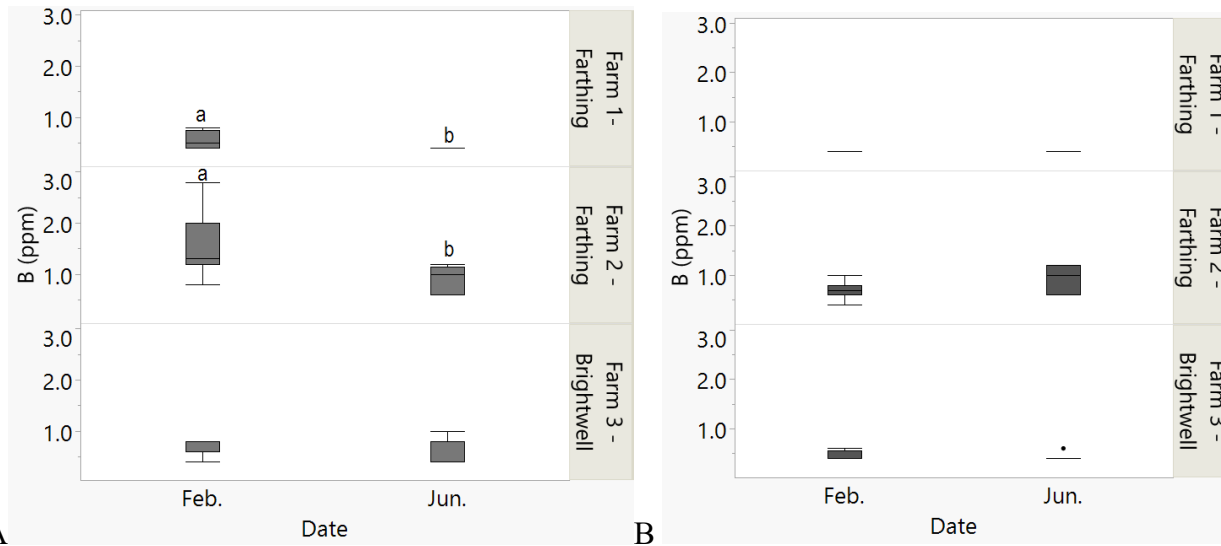 3.0
2.0
1.0
a
b
Farm 1-
Farthing
3.0
2.0
1.0
a
b
Farm 2 -
Farthing
3.0
2.0
1.0
Farm 3 -
Brightwell
B (ppm)
Feb.
Jun.
Date
A
3.0
2.0
1.0
Farm 1 -
Farthing
3.0
2.0
1.0
Farm 2 -
Farthing
3.0
2.0
1.0
Farm 3 -
Brightwell
B (ppm)
Feb.
Jun.
Date
B